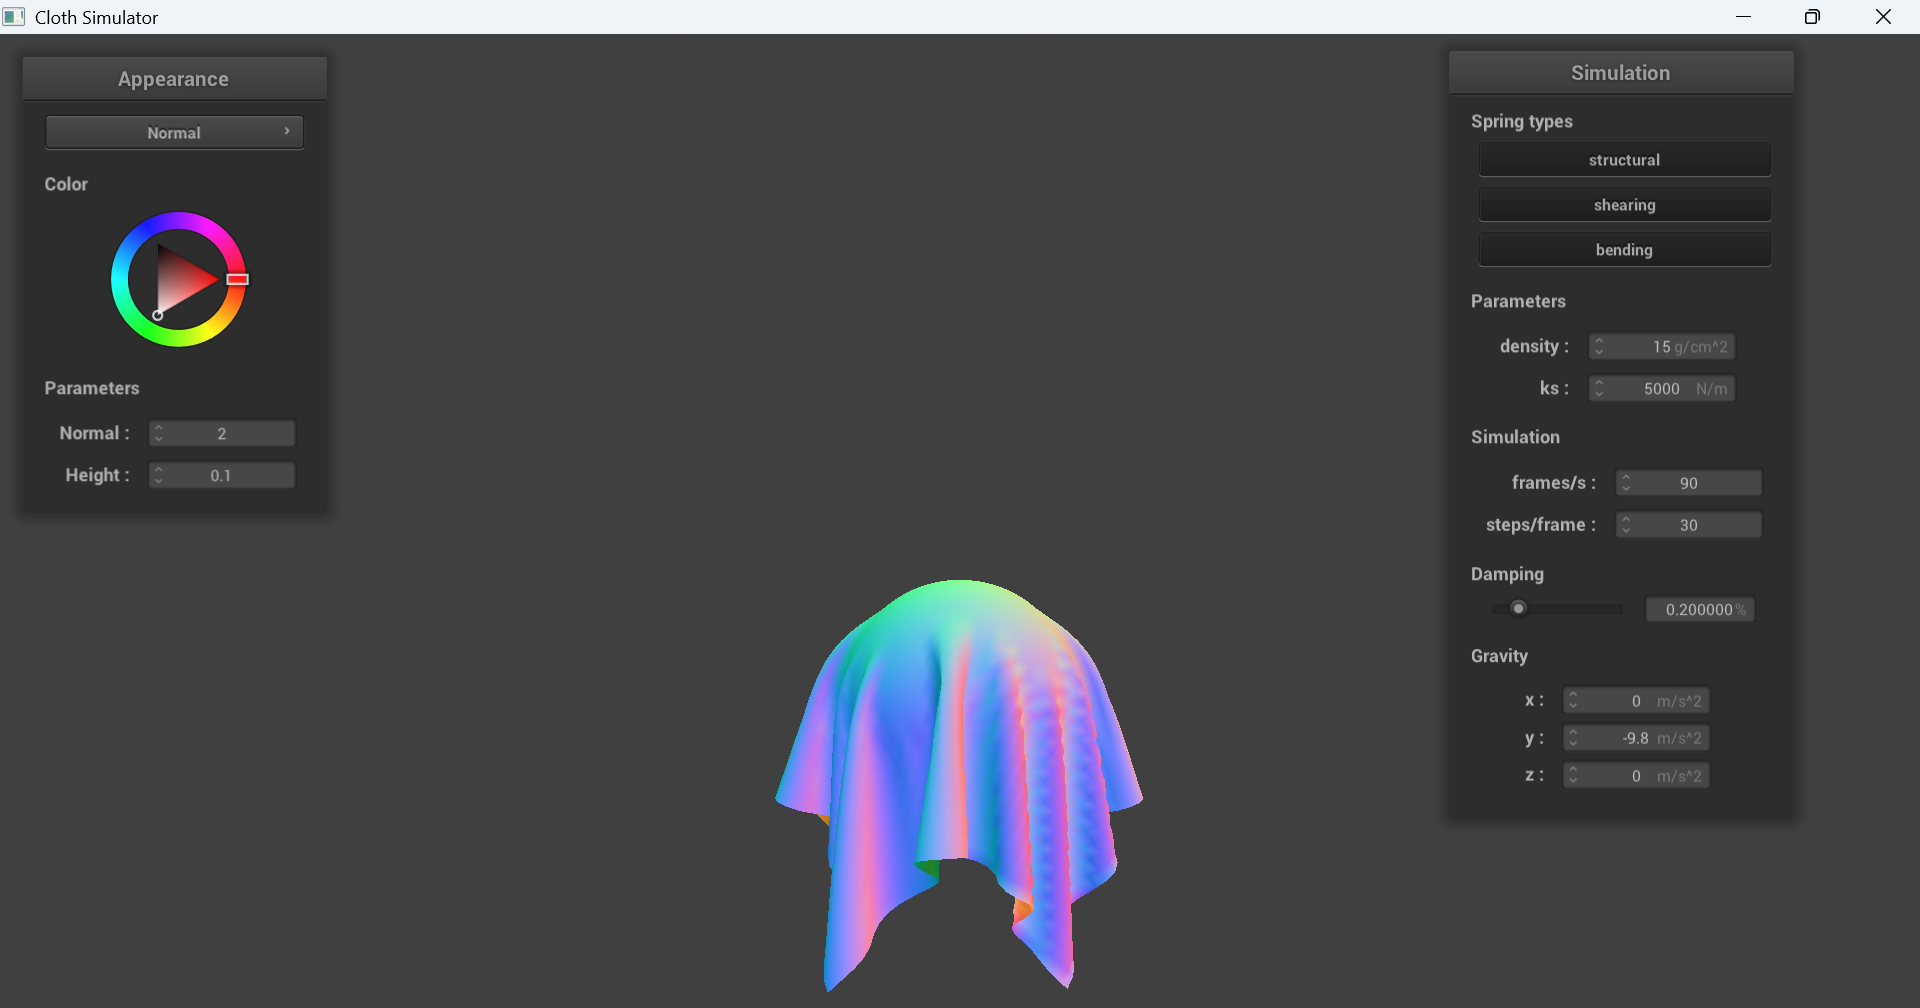 Cloth Simulator
Appearance
Normal
Color
Parameters
Normal : 2
Height : 0.1
Simulation
Spring types
structural
shearing
bending
Parameters
density : 15 g/cm^2
ks : 5000 N/m
Simulation
frames/s : 90
steps/frame : 30
Damping
0.200000 %
Gravity
x : 0 m/s^2
y : -9.8 m/s^2
z : 0 m/s^2